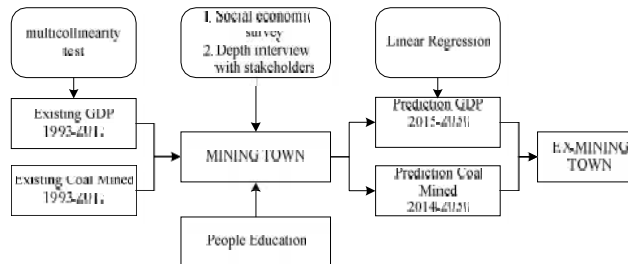 multicollinearity
test
1. Social economic
survey
2. Depth interview
with stakeholders
Linear Regression
Existing GDP
Existing Coal Mined
MINING TOWN
People Education
Prediction GDP
Prediction Coal
Mined
EX-MINING
TOWN